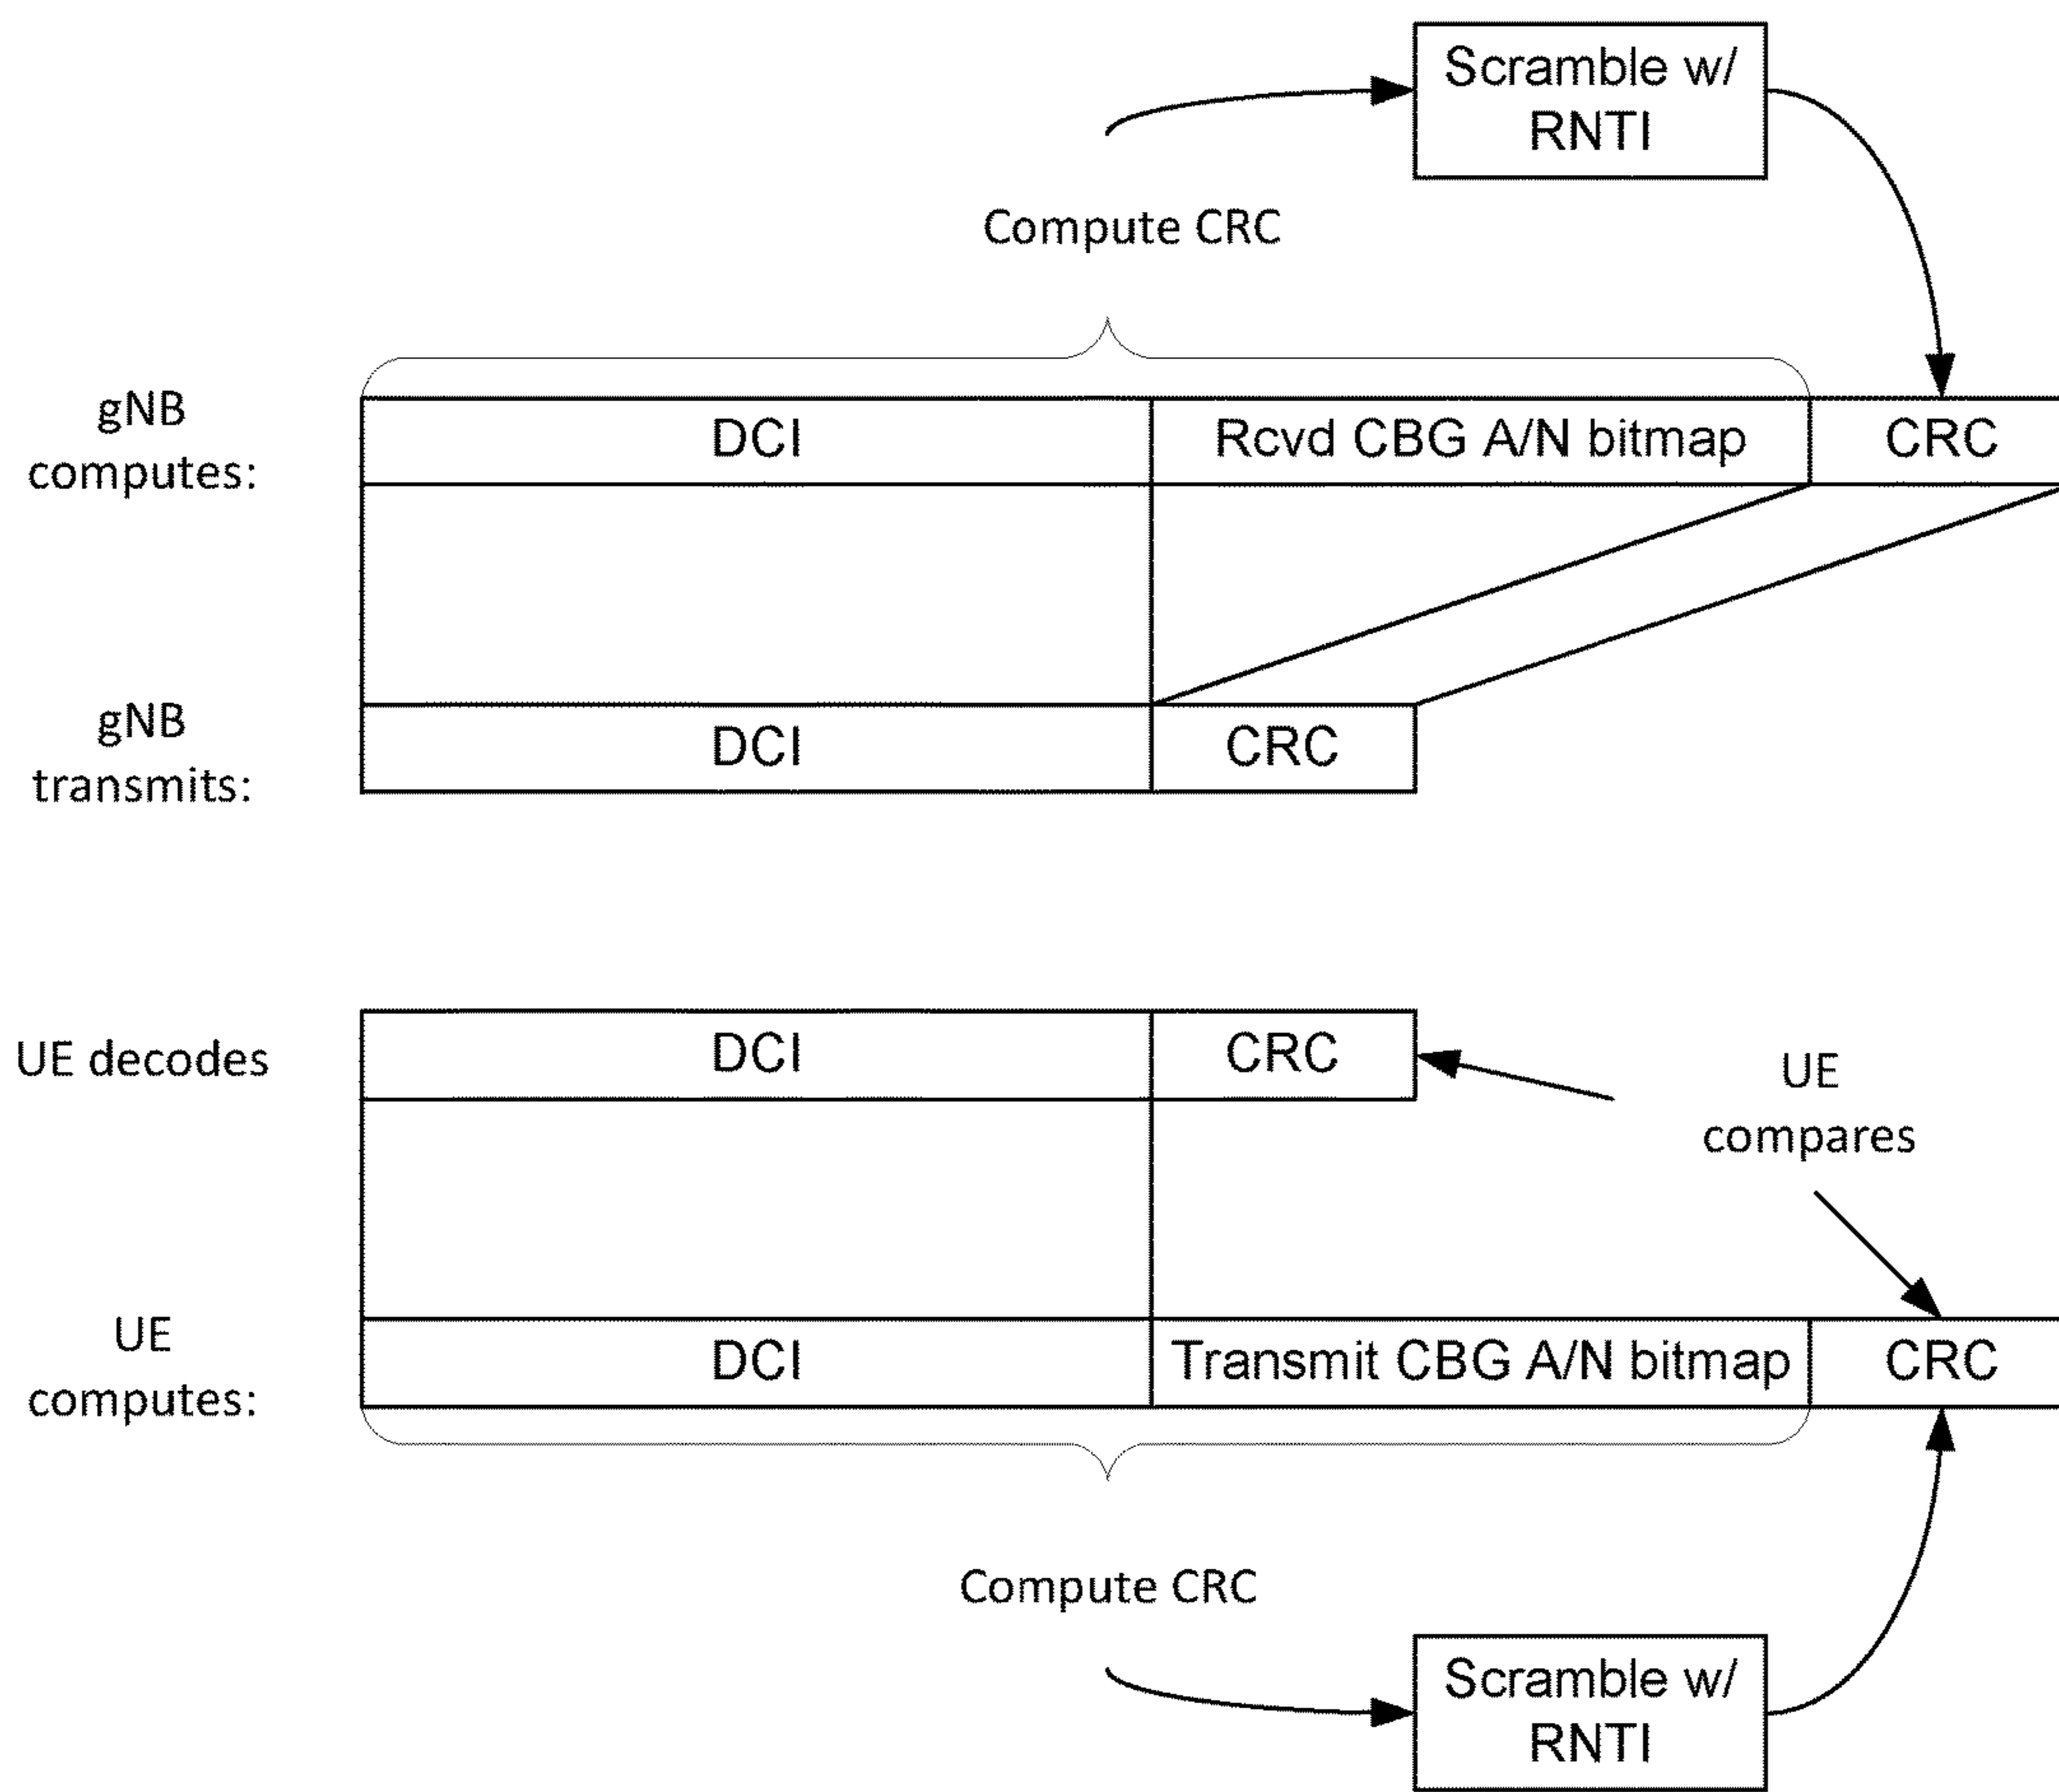 Scramble w/
RNTI
Compute CRC
gNB
computes:
DCI
Rcvd CBG A/N bitmap
CRC
gNB
transmits:
DCI
CRC
UE decodes
DCI
CRC
UE
compares
UE
computes:
DCI
Transmit CBG A/N bitmap
CRC
Compute CRC
Scramble w/
RNTI